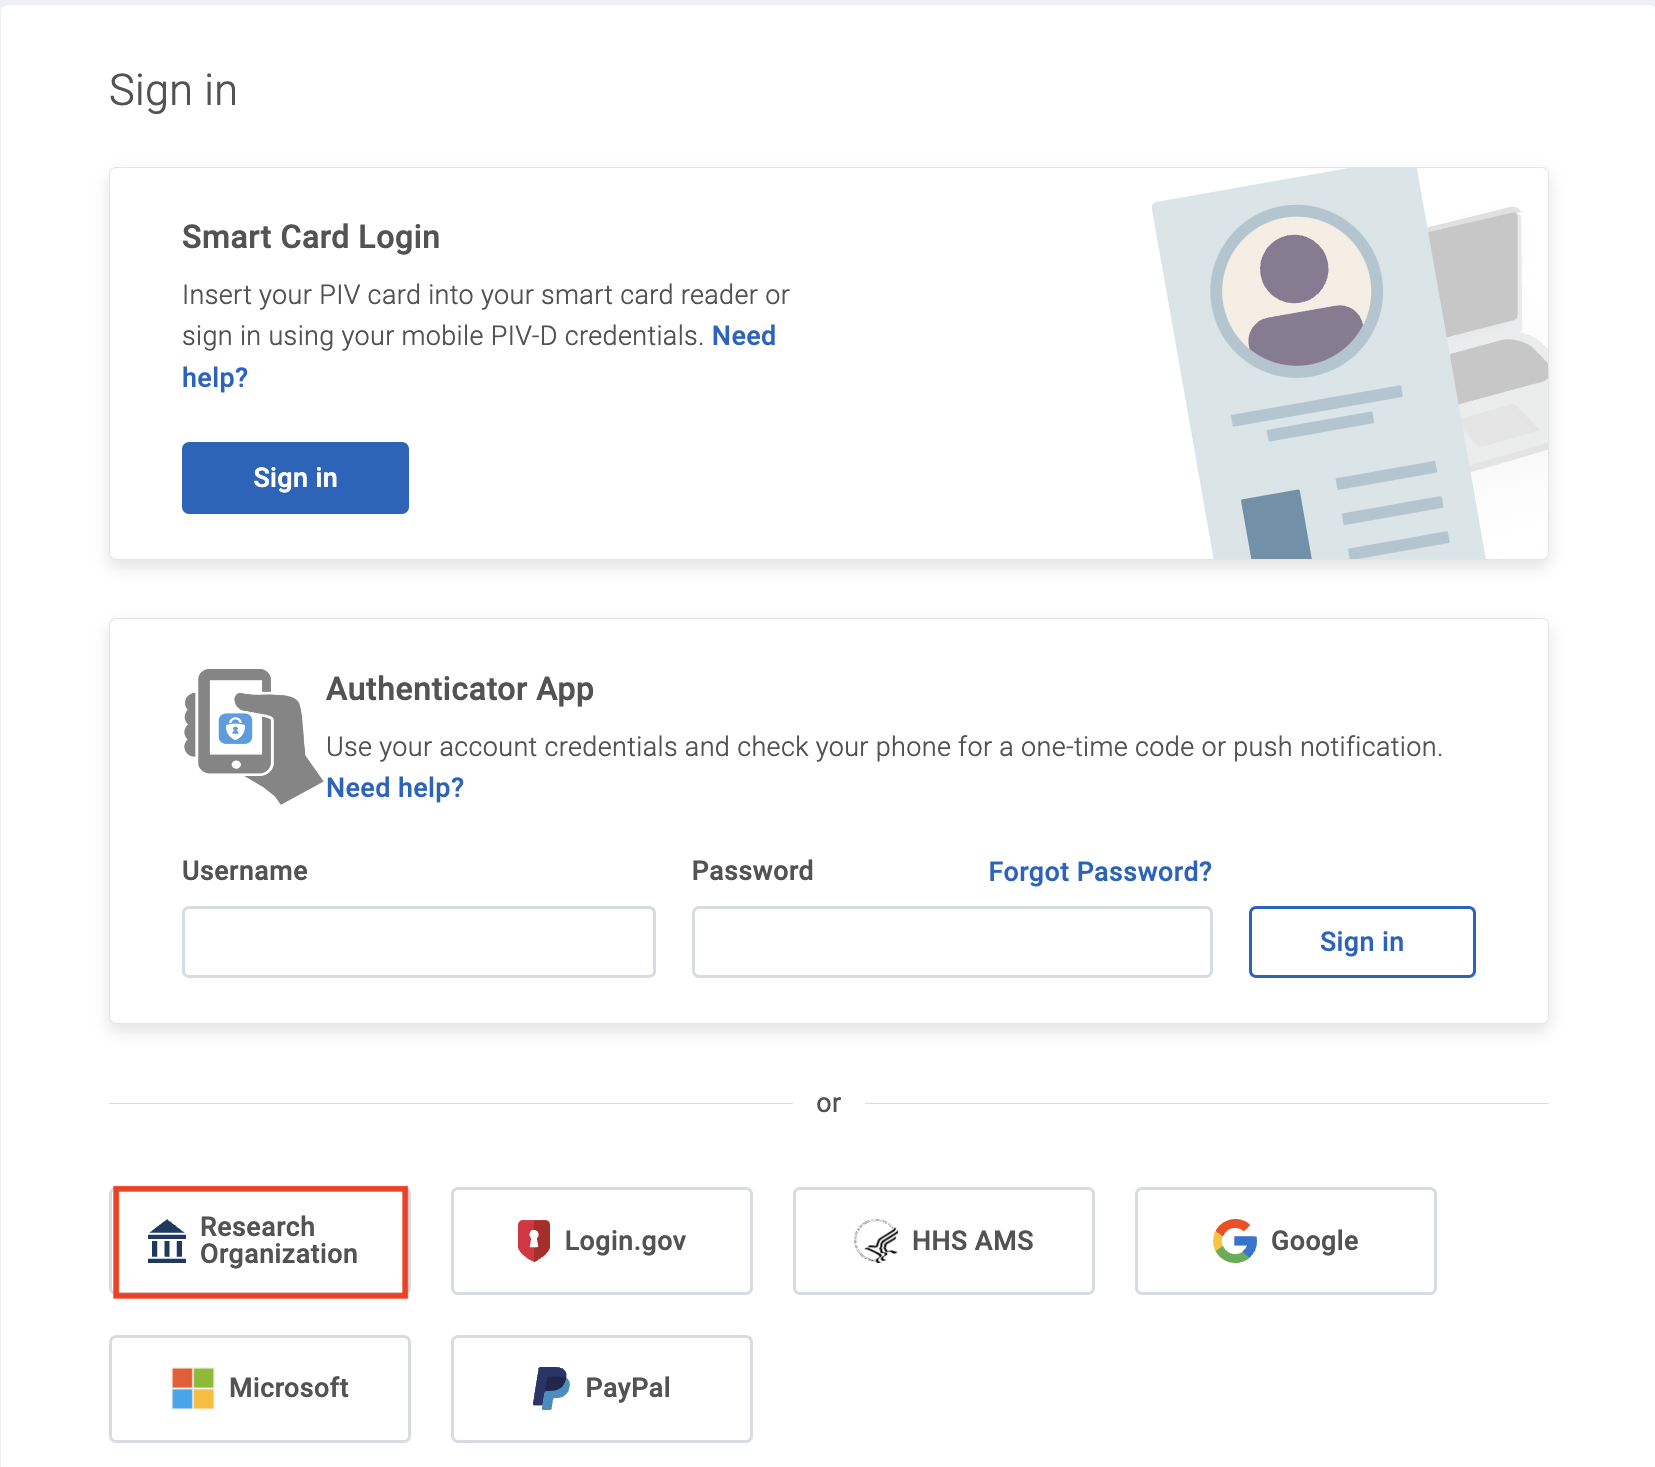 Sign in
Smart Card Login
Insert your PIV card into your smart card reader or
sign in using your mobile PIV-D credentials. Need
help?
Sign in
Authenticator App
Use your account credentials and check your phone for a one-time code or push notification.
Need help?
Username
Password
Forgot Password?
Sign in
or
Research
Organization
Login.gov
HHS AMS
Google
Microsoft
PayPal